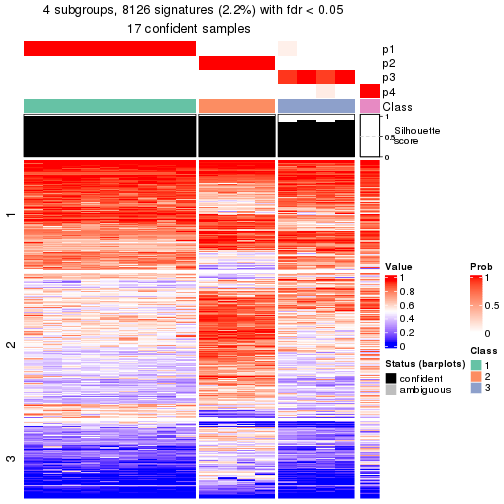 4 subgroups, 8126 signatures (2.2%) with fdr < 0.05
17 confident samples
p1
p2
p3
p4
Class
1
0.5
0
Silhouette
score
1
2
3
Value
1
0.8
0.6
0.4
0.2
0
Prob
1
0.5
0
Status (barplots)
confident
ambiguous
Class
1
2
3